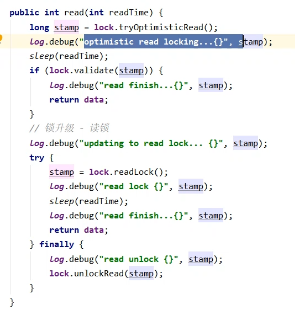 public int read(int readTime) {
    long stamp = lock.tryOptimisticRead();
    log.debug("optimistic read locking...{}", stamp);
    sleep(readTime);
    if (lock.validate(stamp)) {
        log.debug("read finish...{}", stamp);
        return data;
    }
    // 锁升级 - 读锁
    log.debug("updating to read lock... {}", stamp);
    try {
        stamp = lock.readLock();
        log.debug("read lock {}", stamp);
        sleep(readTime);
        log.debug("read finish...{}", stamp);
        return data;
    } finally {
        log.debug("read unlock {}", stamp);
        lock.unlockRead(stamp);
    }
}